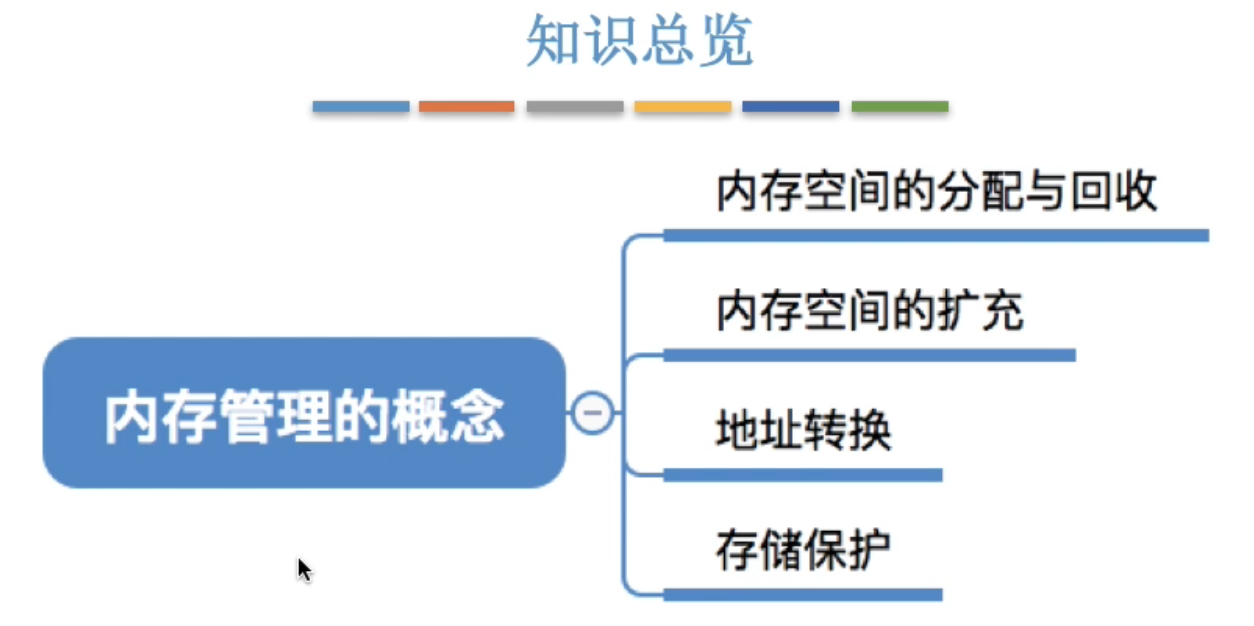 知识总览
内存空间的分配与回收
内存空间的扩充
内存管理的概念
地址转换
存储保护